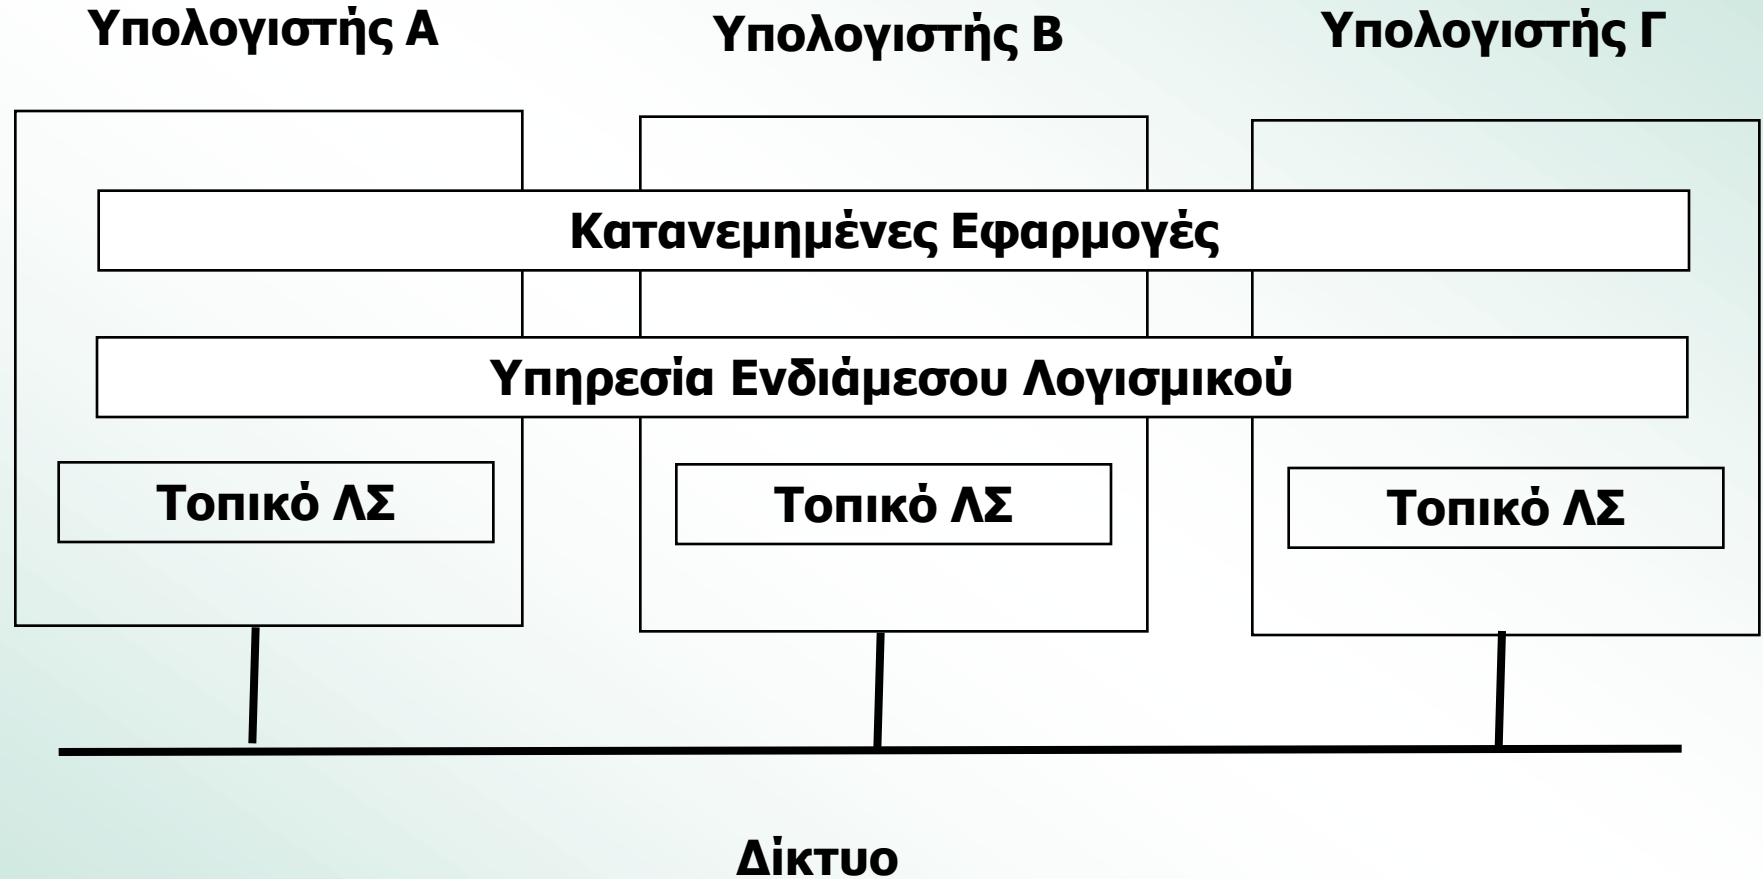 Υπολογιστής Α
Υπολογιστής Β
Υπολογιστής Γ
Κατανεμημένες Εφαρμογές
Υπηρεσία Ενδιάμεσου Λογισμικού
Τοπικό ΛΣ
Τοπικό ΛΣ
Τοπικό ΛΣ
Δίκτυο